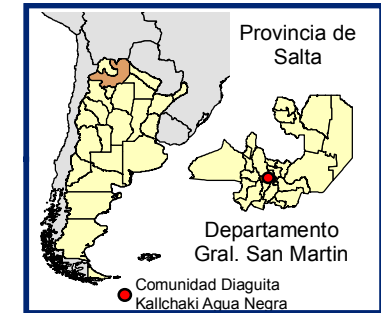 Provincia de
Salta
Departamento
Gral. San Martin
Comunidad Diaguita
Kallchaki Agua Negra